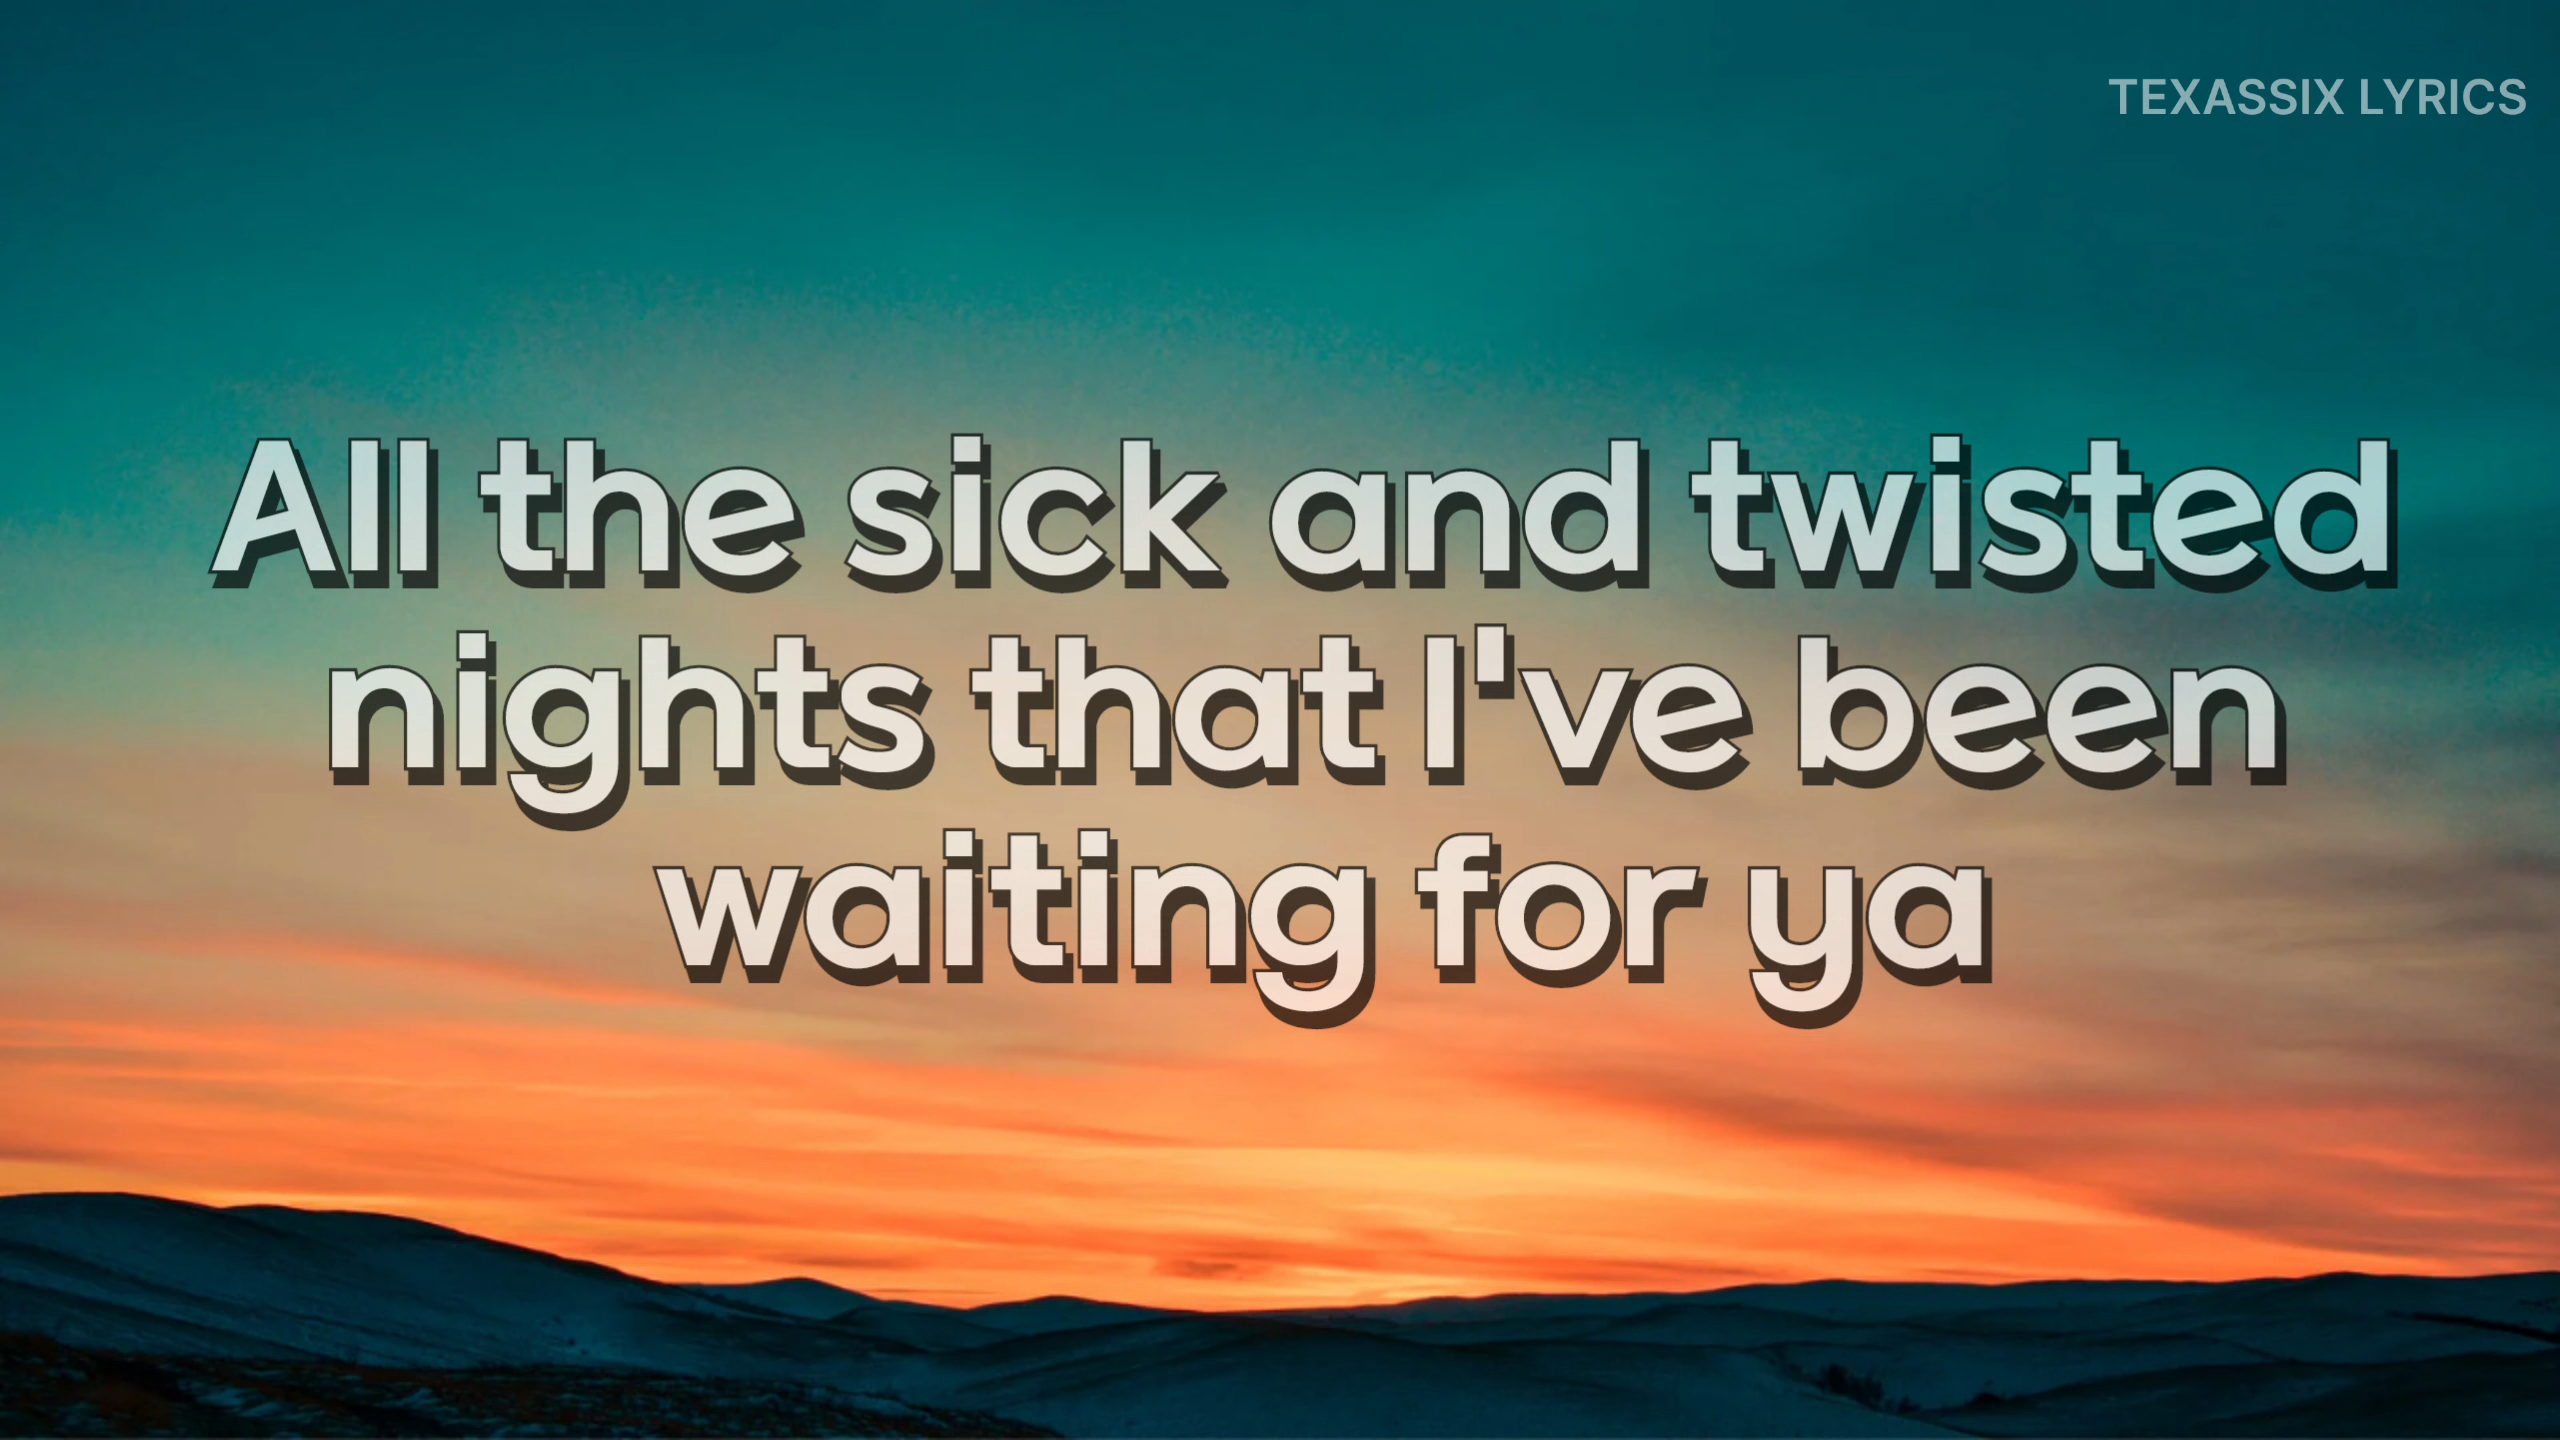 TEXASSIX LYRICS
All the sick and twisted
nights that I've been
waiting for ya